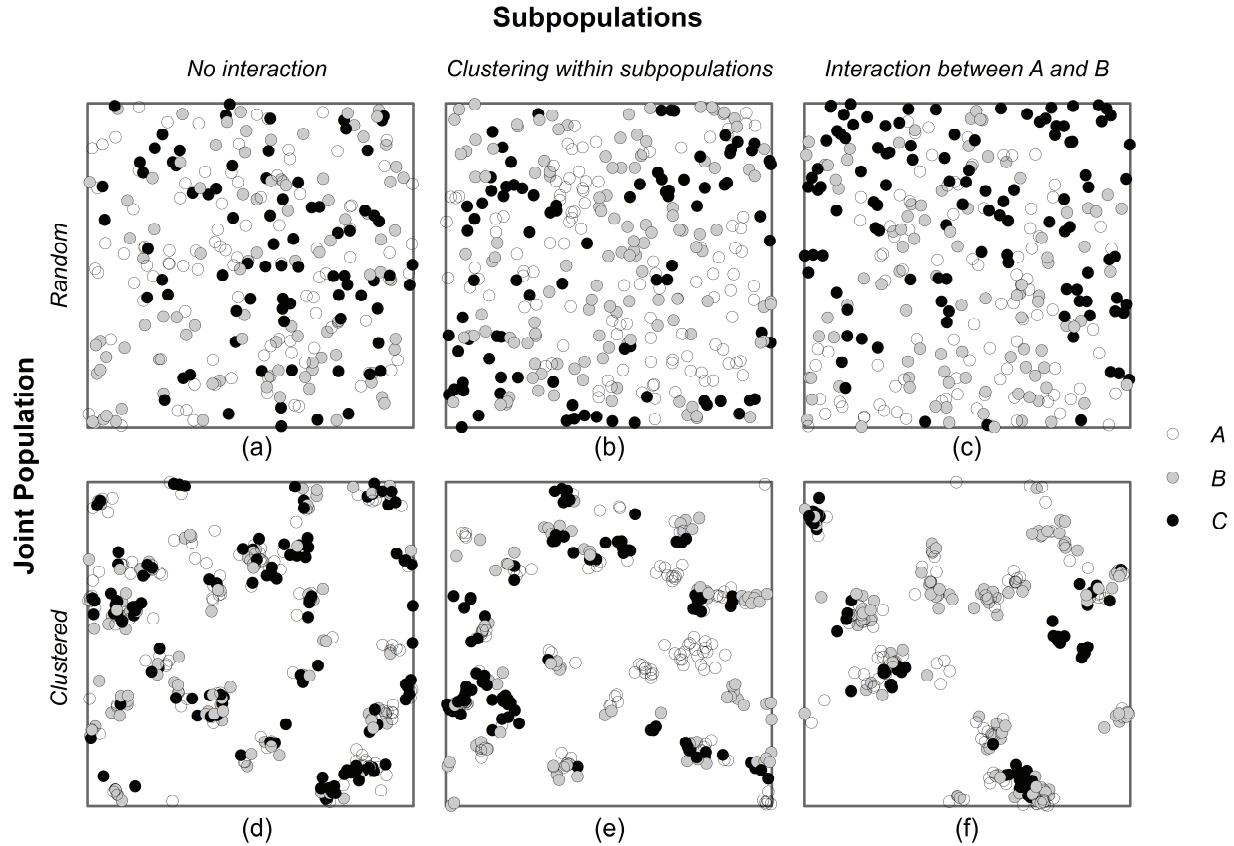 Subpopulations
No interaction
Clustering within subpopulations
Interaction between A and B
Joint Population
Random
(a)
(b)
(c)
A
B
C
Clustered
(d)
(e)
(f)